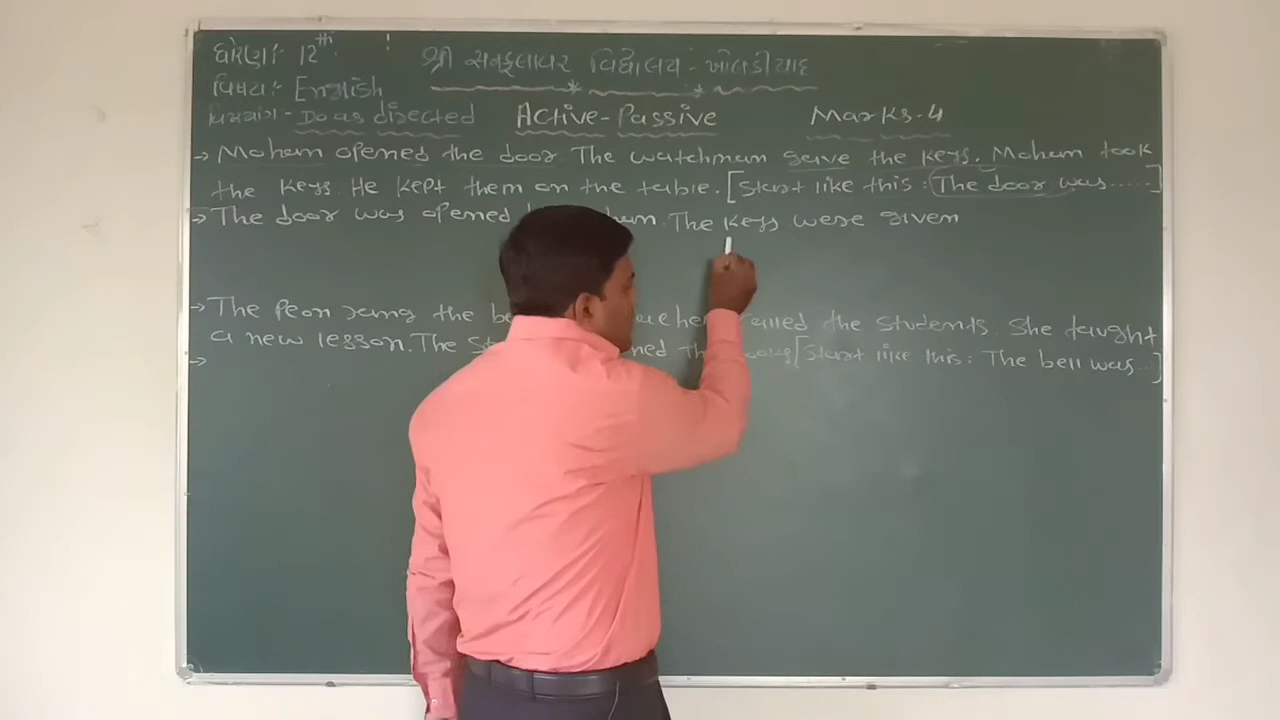 ધોરણ:- 12th.
શ્રી સનફલાવર વિદ્યાલય-ખોલડીયાદ
વિષય:- English
વિભાગ- Do as directed Active-Passive Marks-4
→ Mohan opened the door. The watchman gave the keys. Mohan took
the keys. He kept them on the table. [Start like this: The door was......]
→ The door was opened The keys were given
→ The Peon rang the called the students. She taught
a new lesson. The [Start like this: The bell was...]
→